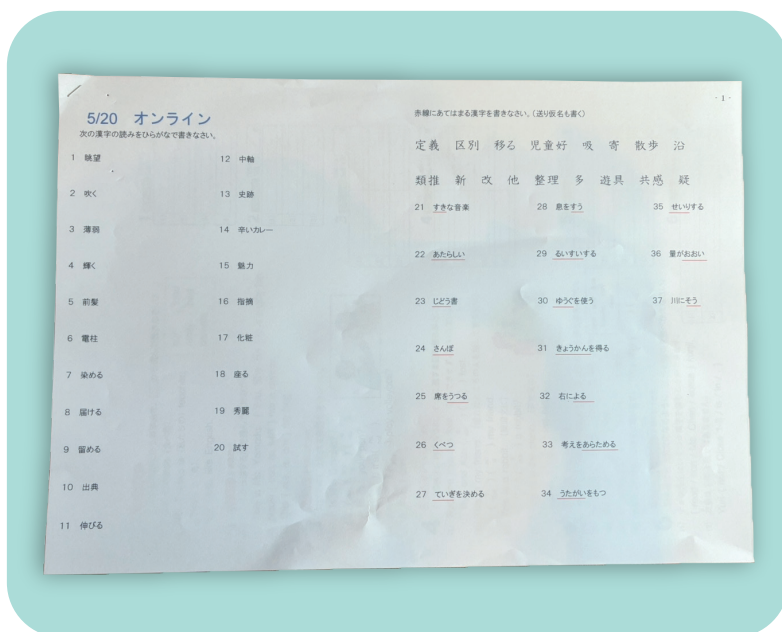 5/20 オンライン
次の漢字の読みをひらがなで書きなさい。
1 眺望
2 吹く
3 薄弱
4 輝く
5 前髪
6 電柱
7 染める
8 届ける
9 留める
10 出典
11 伸びる
12 中軸
13 史跡
14 辛いカレー
15 魅力
16 指摘
17 化粧
18 座る
19 秀麗
20 試す
- 1 -
赤線にあてはまる漢字を書きなさい。(送り仮名も書く)
定義 区別 移る 児童好 吸 寄 散歩 沿
類推 新 改 他 整理 多 遊具 共感 疑
21 すきな音楽
22 あたらしい
23 じどう書
24 さんぽ
25 席をうつる
26 くべつ
27 ていぎを決める
28 息をすう
29 るいすいする
30 ゆうぐを使う
31 きょうかんを得る
32 右による
33 考えをあらためる
34 うたがいをもつ
35 せいりする
36 量がおおい
37 川にそう